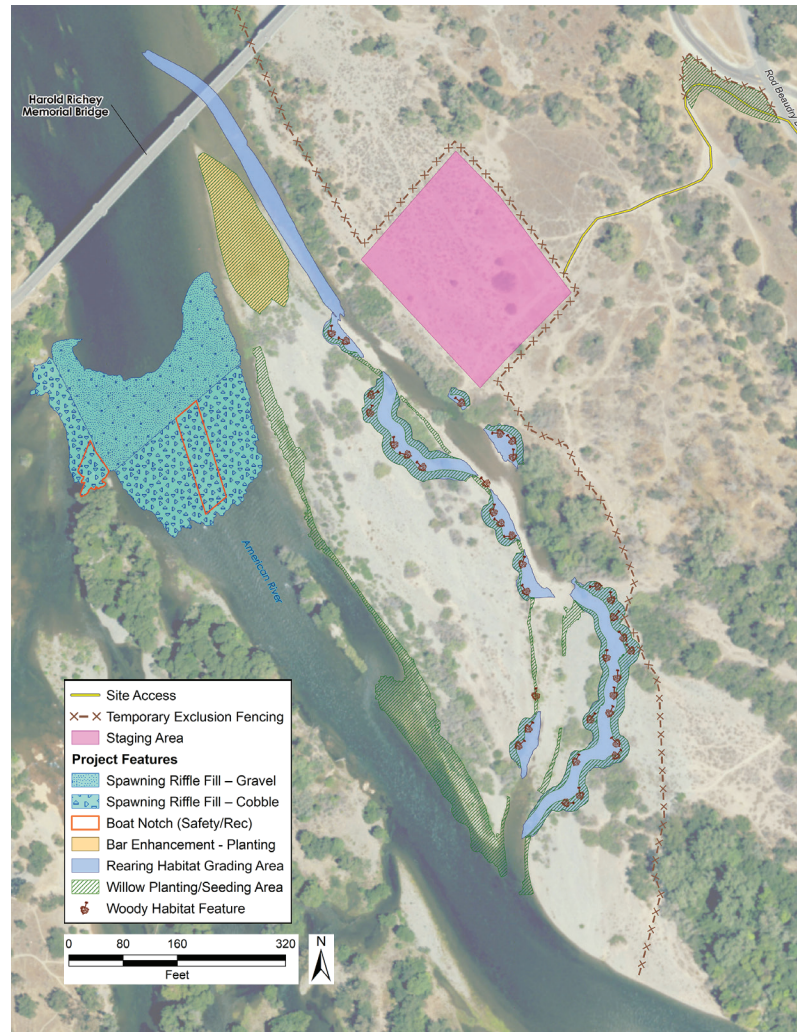 Harold Richey
Memorial Bridge
Rod Beaudry
American River
Site Access
Temporary Exclusion Fencing
Staging Area
Project Features
Spawning Riffle Fill – Gravel
Spawning Riffle Fill – Cobble
Boat Notch (Safety/Rec)
Bar Enhancement - Planting
Rearing Habitat Grading Area
Willow Planting/Seeding Area
Woody Habitat Feature
0 80 160 320
Feet
N